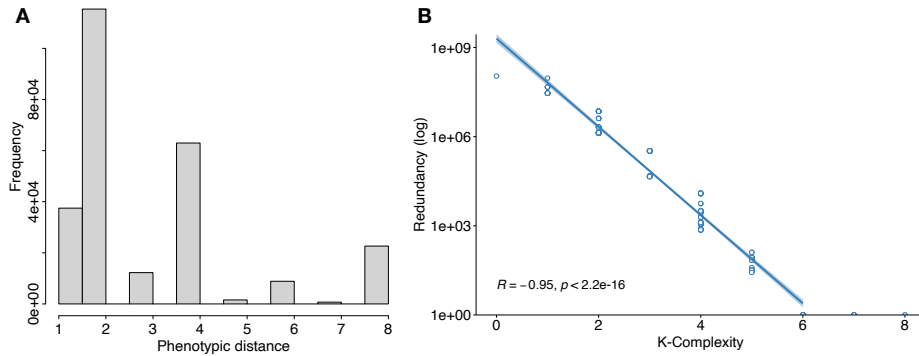 A
Frequency
0e+00 4e+04 8e+04
1 2 3 4 5 6 7 8
Phenotypic distance
B
Redundancy (log)
1e+09
1e+06
1e+03
1e+00
R = −0.95, p < 2.2e-16
0 2 4 6 8
K-Complexity